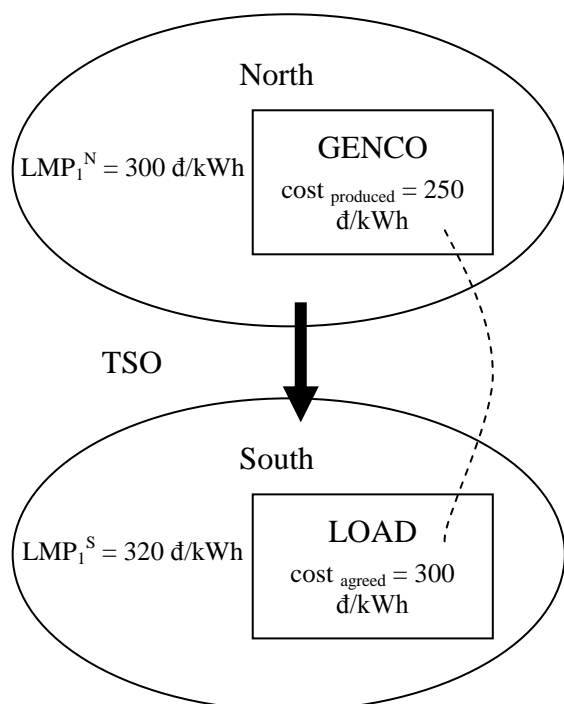 North
GENCO
LMP₁ᴺ = 300 đ/kWh
cost produced = 250
đ/kWh
TSO
South
LOAD
LMP₁ˢ = 320 đ/kWh
cost agreed = 300
đ/kWh